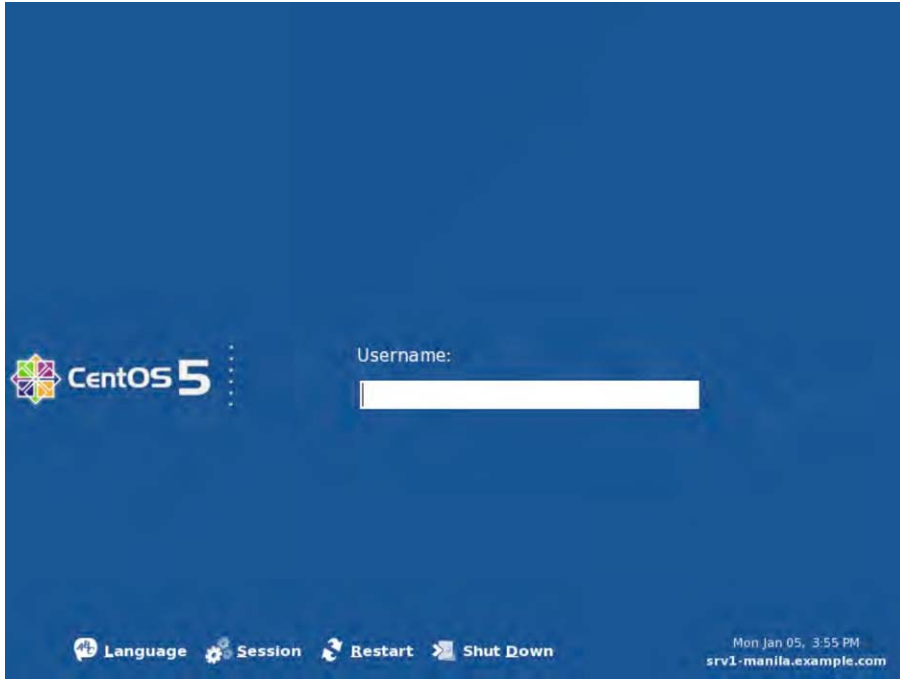 Username:
CentOS 5
Language Session Restart Shut Down
Mon Jan 05, 3:55 PM
srv1-manila.example.com